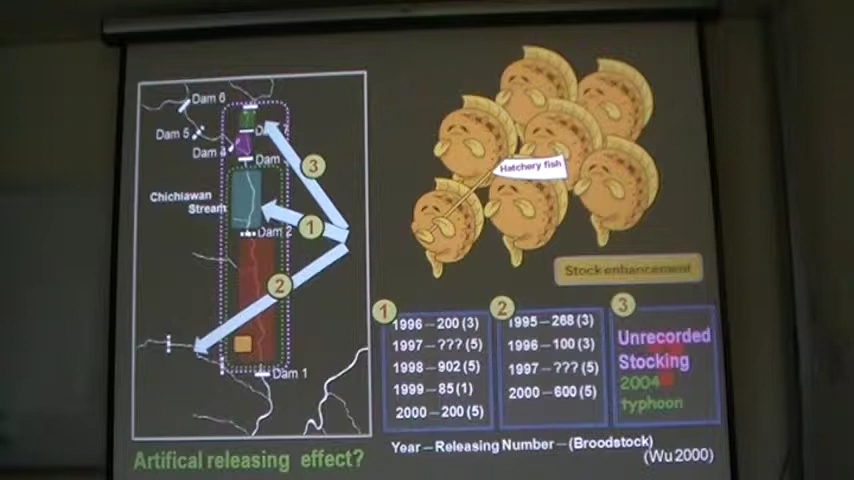 Dam 6
Dam 5
Dam
Dam
Chichiawan
Stream
Dam 2
Dam 1
3
1
2
Hatchery fish
Stock enhancement
1
1996 – 200 (3)
1997 – ??? (5)
1998 – 902 (5)
1999 – 85 (1)
2000 – 200 (5)
2
1995 – 268 (3)
1996 – 100 (3)
1997 – ??? (5)
2000 – 600 (5)
3
Unrecorded
Stocking
2004
typhoon
Year – Releasing Number – (Broodstock)
(Wu 2000)
Artifical releasing effect?